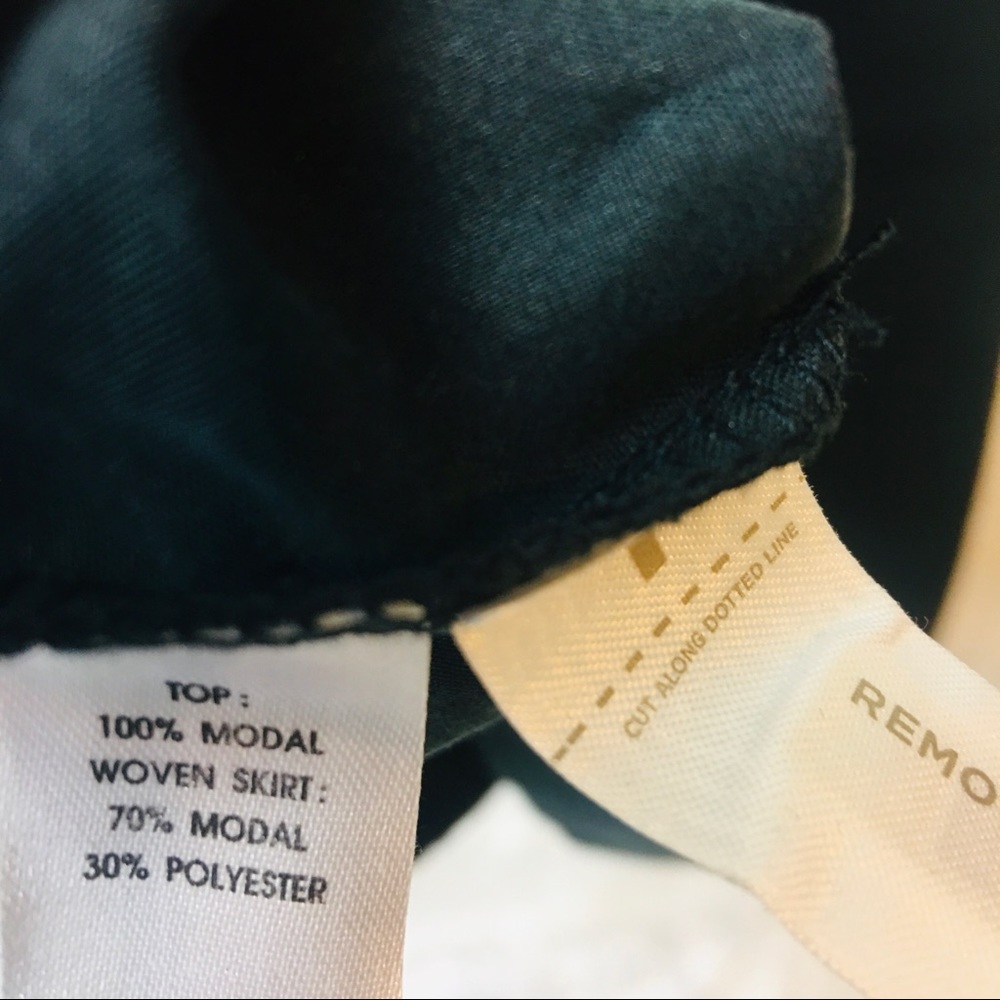 TOP:
100% MODAL
WOVEN SKIRT:
70% MODAL
30% POLYESTER
CUT ALONG DOTTED LINE
REMO